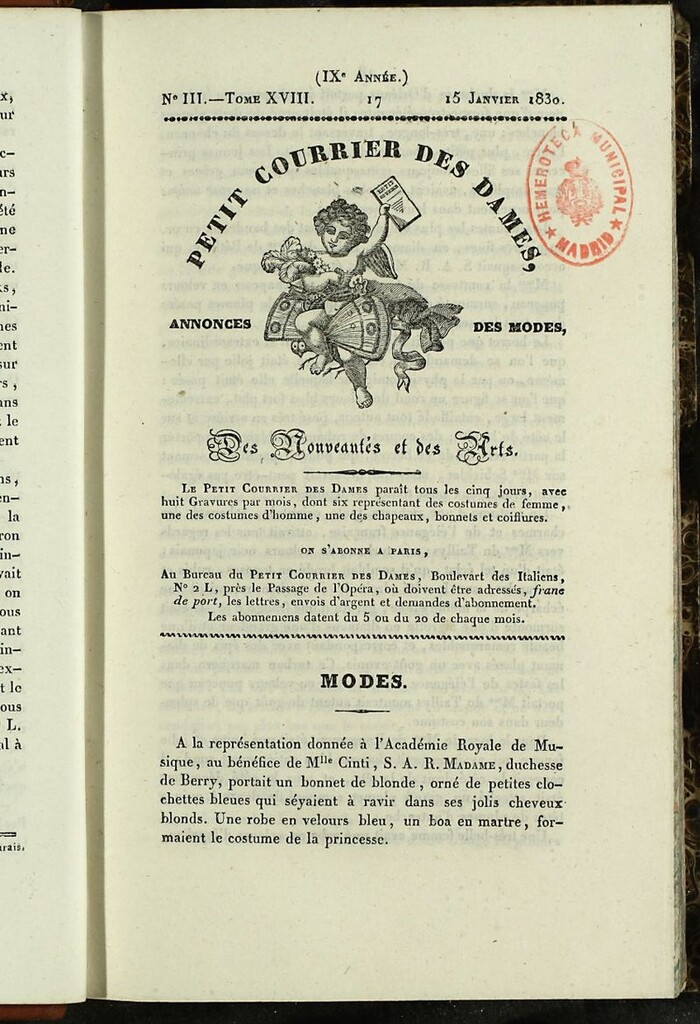 (IXe Année.)
No III.—Tome XVIII. 17 15 Janvier 1830.
PETIT COURRIER DES DAMES,
HEMEROTECA MUNICIPAL
★ MADRID ★
ANNONCES DES MODES,
Des Nouveautés et des Arts.
Le Petit Courrier des Dames paraît tous les cinq jours, avec
huit Gravures par mois, dont six représentant des costumes de femme,
une des costumes d'homme, une des chapeaux, bonnets et coiffures.
ON S'ABONNE A PARIS,
Au Bureau du Petit Courrier des Dames, Boulevart des Italiens,
No 2 L, près le Passage de l'Opéra, où doivent être adressés, franc
de port, les lettres, envois d'argent et demandes d'abonnement.
Les abonnemens datent du 5 ou du 20 de chaque mois.
MODES.
A la représentation donnée à l'Académie Royale de Mu-
sique, au bénéfice de Mlle Cinti, S. A. R. Madame, duchesse
de Berry, portait un bonnet de blonde, orné de petites clo-
chettes bleues qui séyaient à ravir dans ses jolis cheveux
blonds. Une robe en velours bleu, un boa en martre, for-
maient le costume de la princesse.